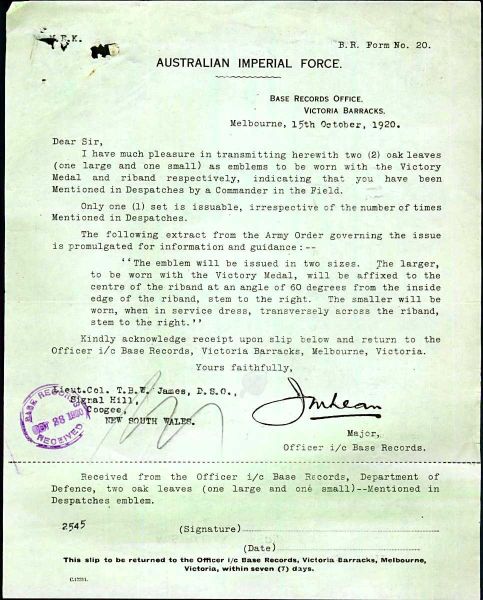 B.R. Form No. 20.
AUSTRALIAN IMPERIAL FORCE.
BASE RECORDS OFFICE,
VICTORIA BARRACKS.
Melbourne, 15th October, 1920.
Dear Sir,
I have much pleasure in transmitting herewith two (2) oak leaves
(one large and one small) as emblems to be worn with the Victory
Medal and riband respectively, indicating that you have been
Mentioned in Despatches by a Commander in the Field.
Only one (1) set is issuable, irrespective of the number of times
Mentioned in Despatches.
The following extract from the Army Order governing the issue
is promulgated for information and guidance:--
‘‘The emblem will be issued in two sizes. The larger,
to be worn with the Victory Medal, will be affixed to the
centre of the riband at an angle of 60 degrees from the inside
edge of the riband, stem to the right. The smaller will be
worn, when in service dress, transversely across the riband,
stem to the right.’’
Kindly acknowledge receipt upon slip below and return to the
Officer i/c Base Records, Victoria Barracks, Melbourne, Victoria.
Yours faithfully,
Lieut.Col. T.B.W. James, D.S.O.,
Signal Hill,
Coogee,
NEW SOUTH WALES.
BASE RECORDS
28 1920
RECEIVED
Major,
Officer i/c Base Records.
Received from the Officer i/c Base Records, Department of
Defence, two oak leaves (one large and one small)--Mentioned in
Despatches emblem.
2545
(Signature)
(Date)
This slip to be returned to the Officer i/c Base Records, Victoria Barracks, Melbourne,
Victoria, within seven (7) days.